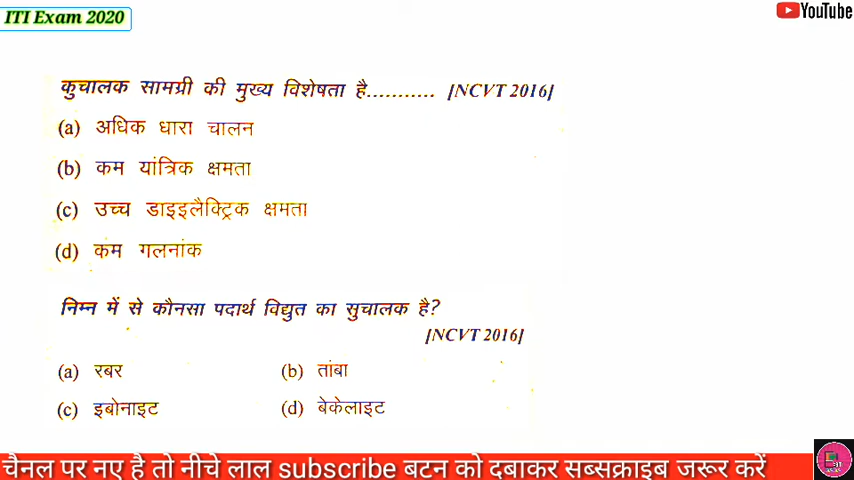 ITI Exam 2020
YouTube
कुचालक सामग्री की मुख्य विशेषता है........... [NCVT 2016]
(a) अधिक धारा चालन
(b) कम यांत्रिक क्षमता
(c) उच्च डाइइलैक्ट्रिक क्षमता
(d) कम गलनांक
निम्न में से कौनसा पदार्थ विद्युत का सुचालक है?
[NCVT 2016]
(a) रबर (b) तांबा
(c) इबोनाइट (d) बेकेलाइट
चैनल पर नए है तो नीचे लाल subscribe बटन को दबाकर सब्सक्राइब जरूर करें